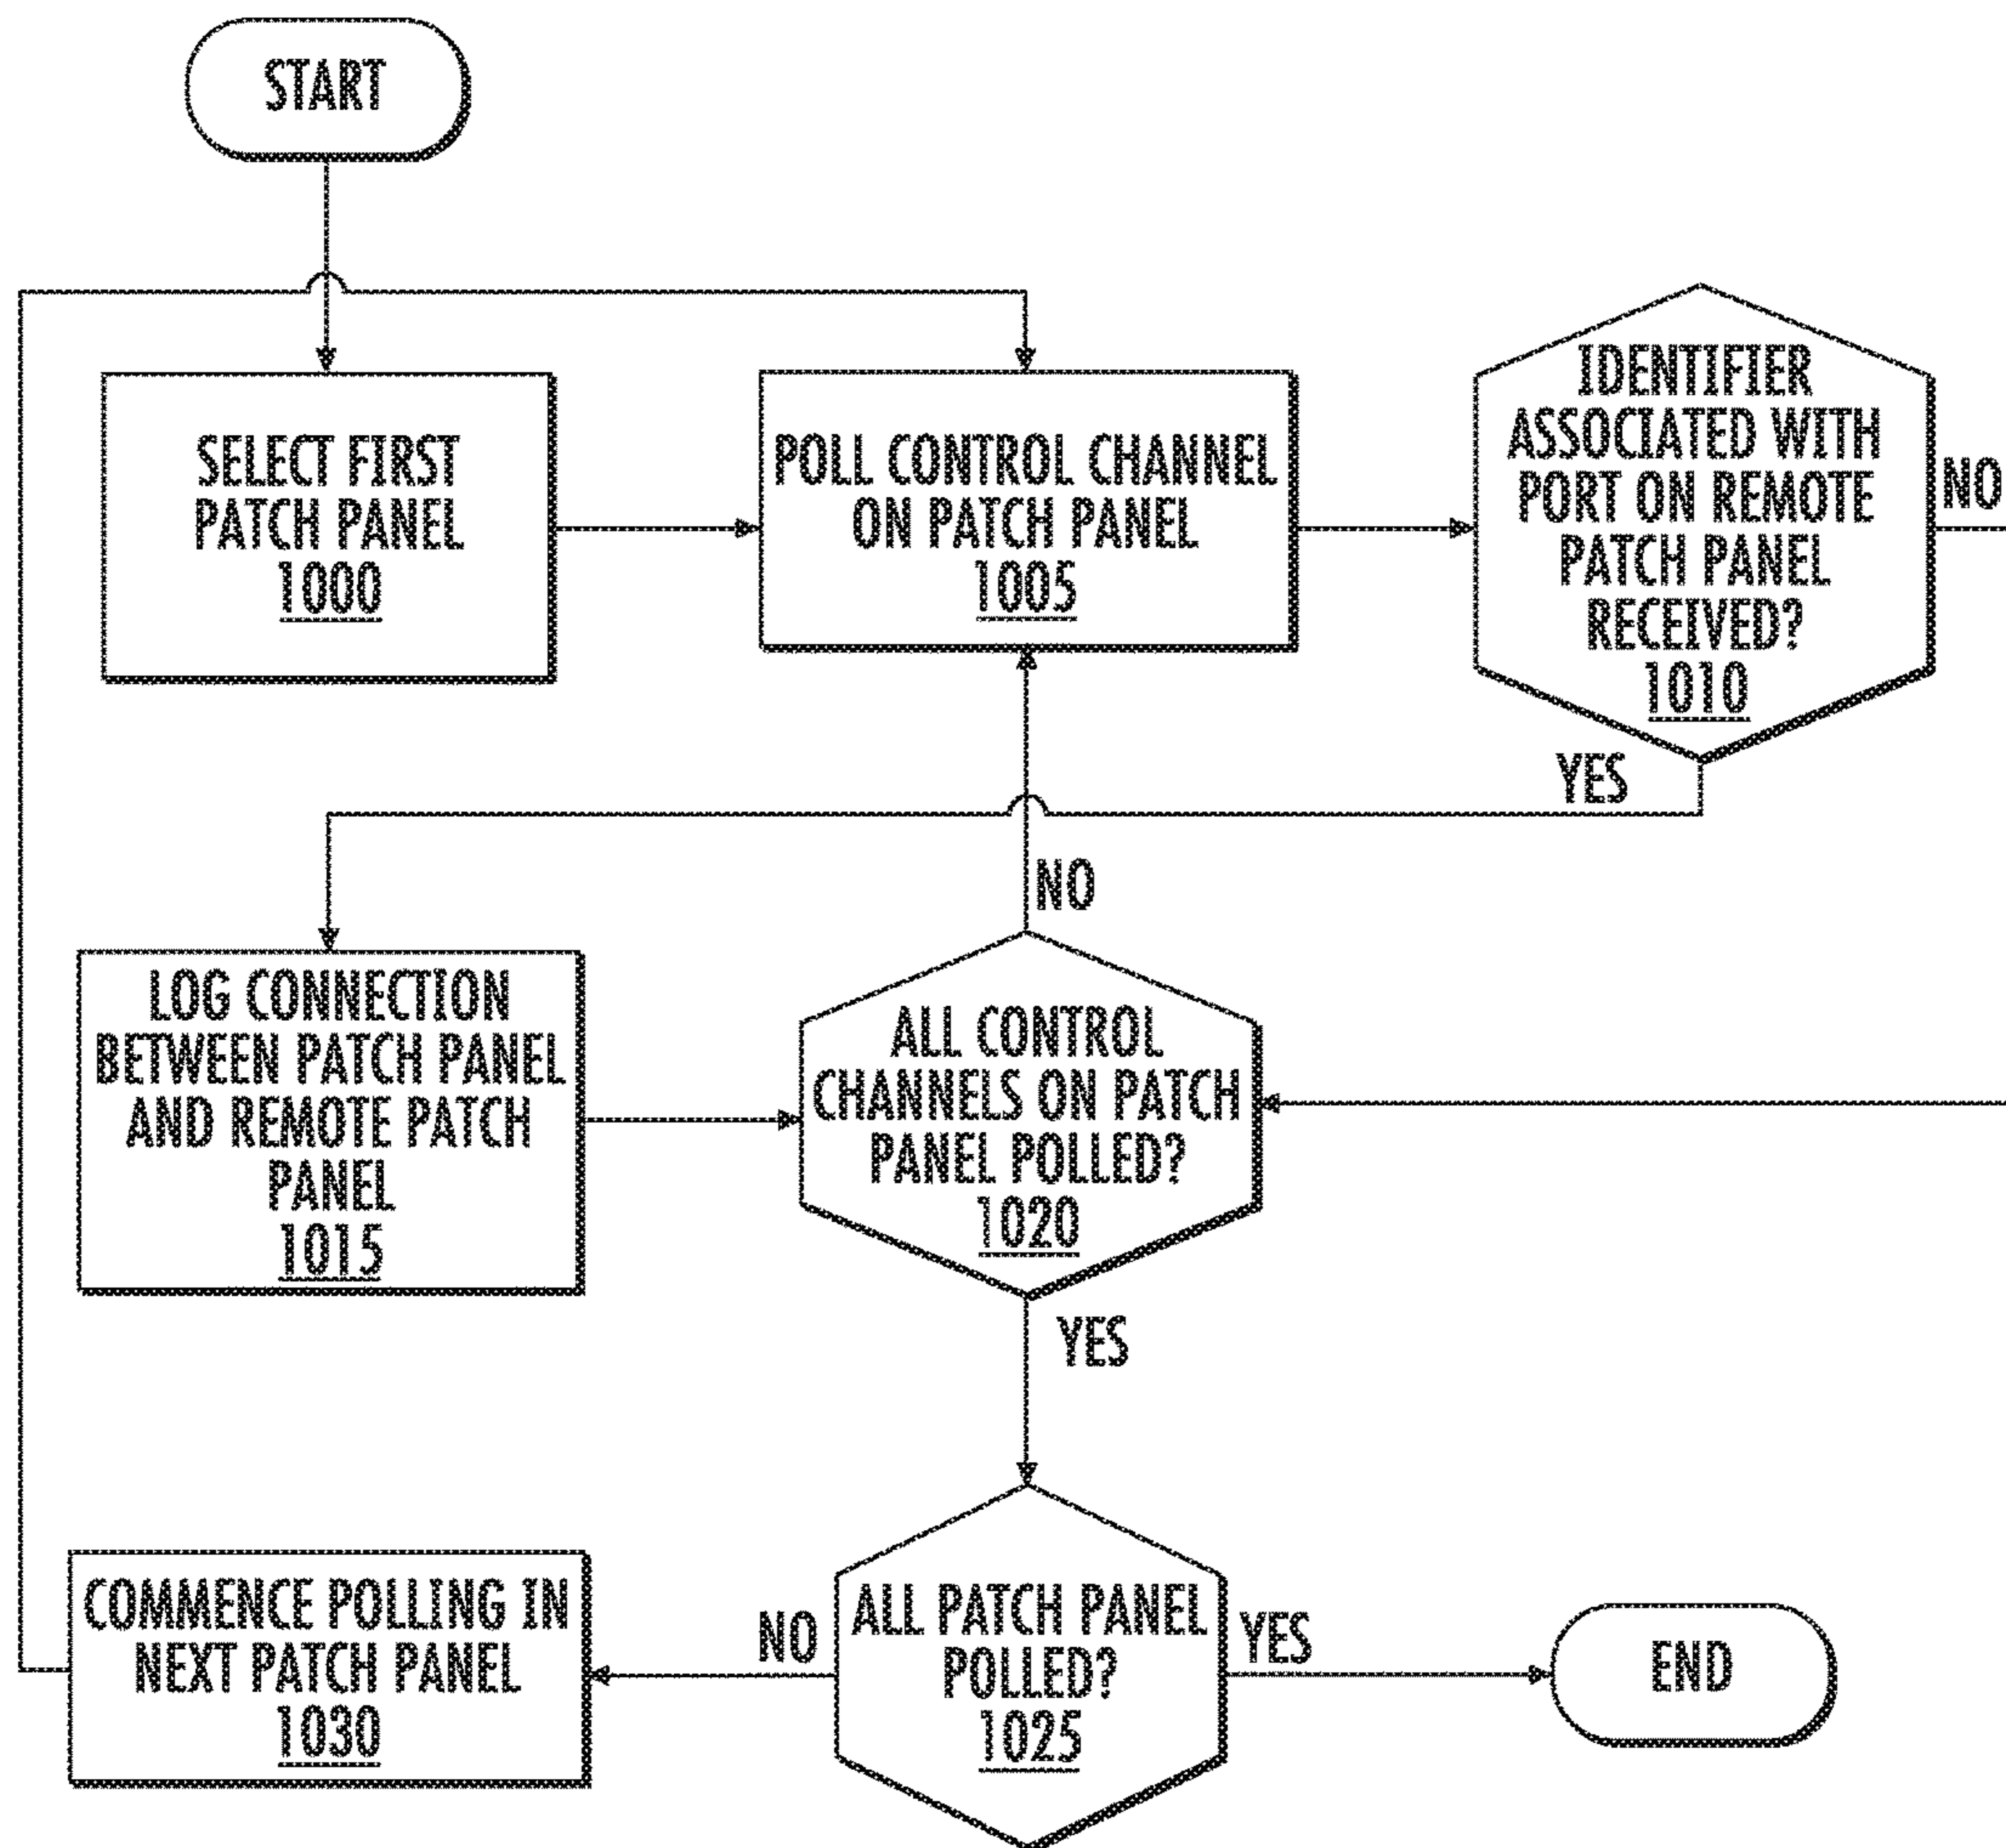 START
SELECT FIRST
PATCH PANEL
1000
POLL CONTROL CHANNEL
ON PATCH PANEL
1005
IDENTIFIER
ASSOCIATED WITH
PORT ON REMOTE
PATCH PANEL
RECEIVED?
1010
NO
YES
NO
LOG CONNECTION
BETWEEN PATCH PANEL
AND REMOTE PATCH
PANEL
1015
ALL CONTROL
CHANNELS ON PATCH
PANEL POLLED?
1020
YES
COMMENCE POLLING IN
NEXT PATCH PANEL
1030
NO
ALL PATCH PANEL
POLLED?
1025
YES
END